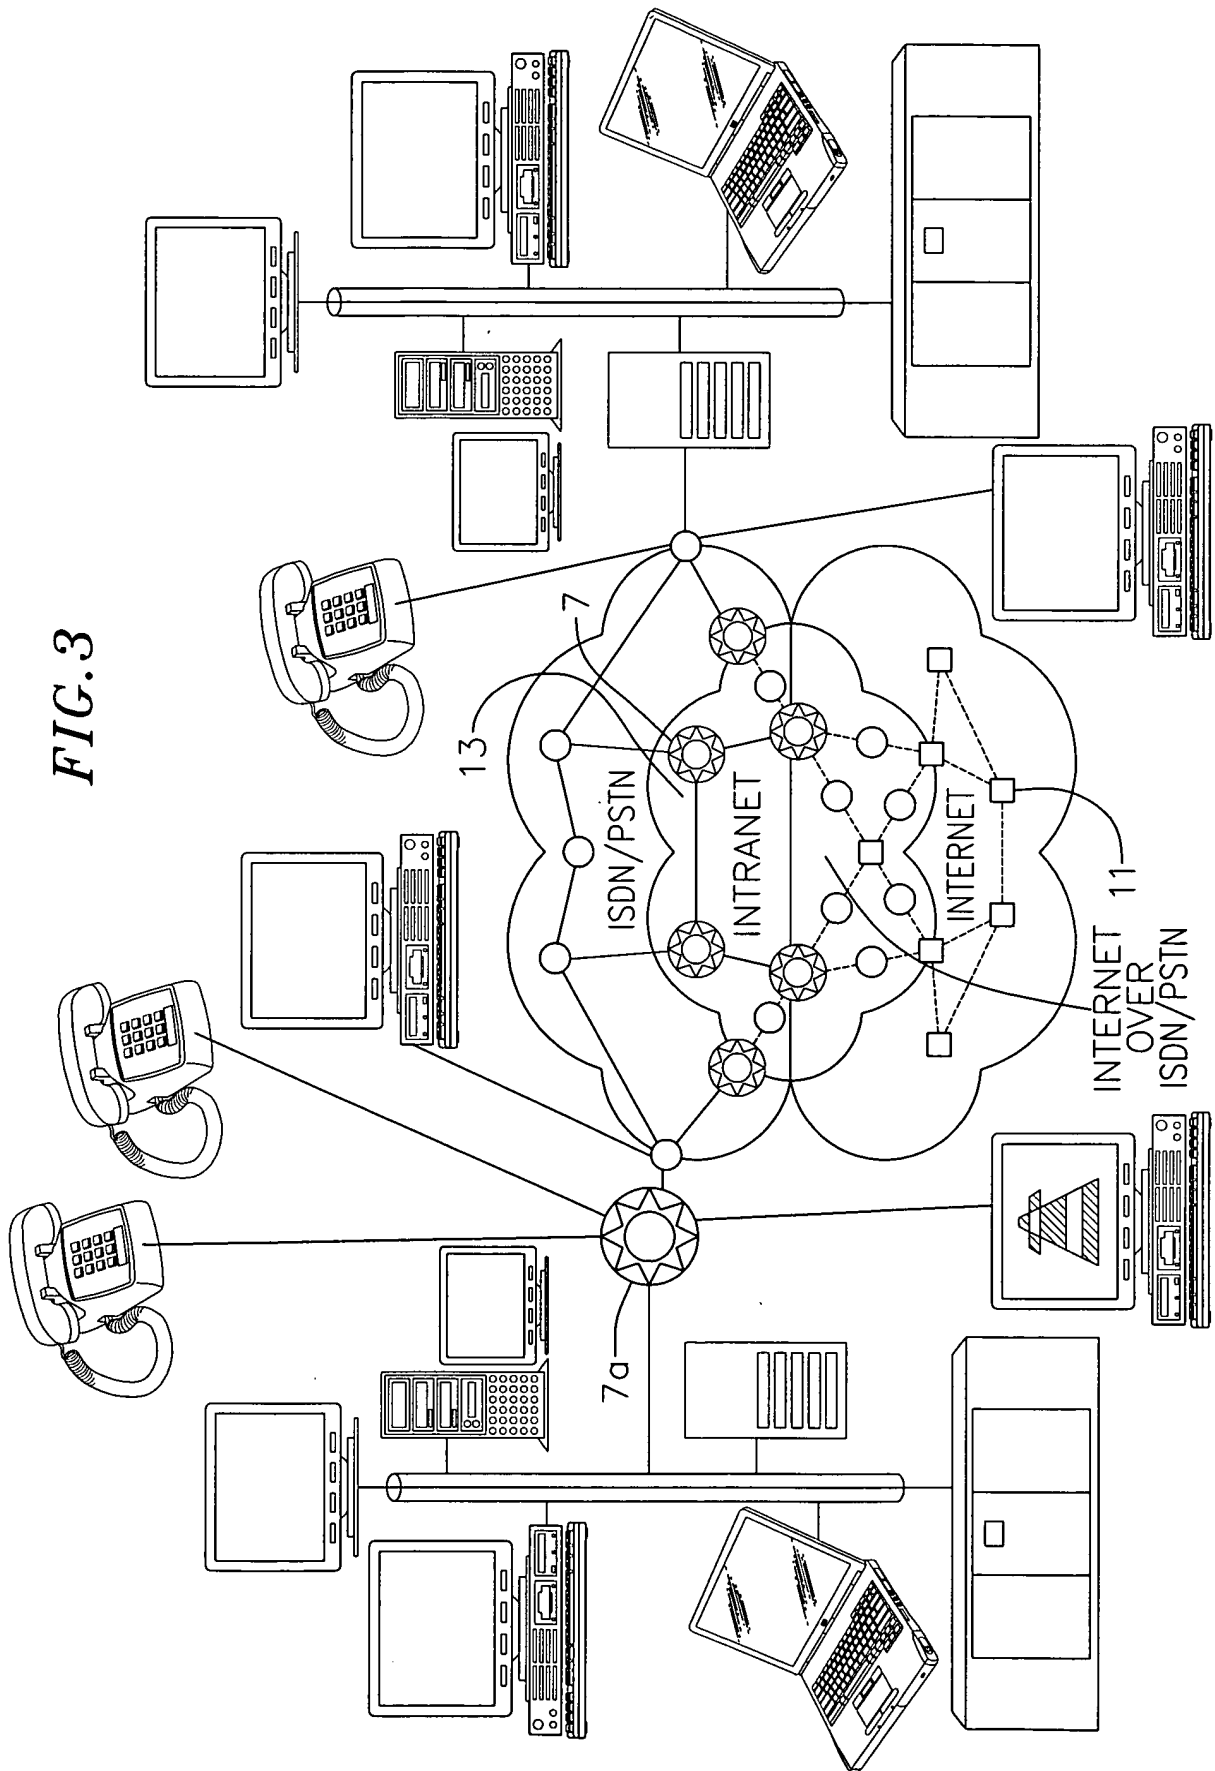 FIG.3
13
7
ISDN/PSTN
INTRANET
INTERNET
7a
11
INTERNET
OVER
ISDN/PSTN